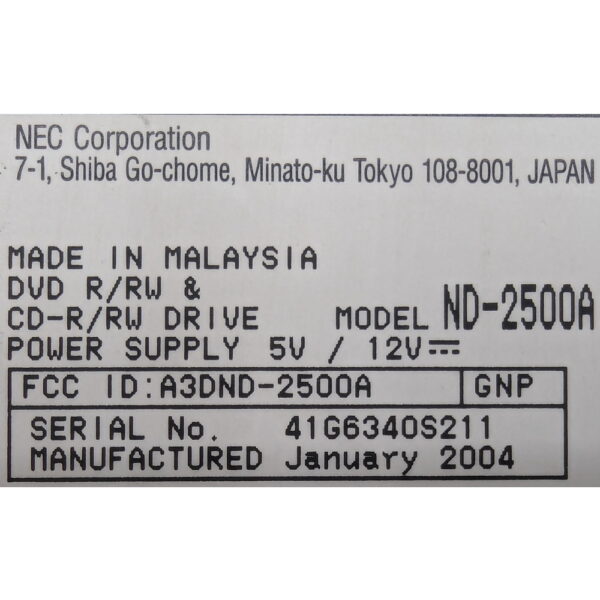 NEC Corporation
7-1, Shiba Go-chome, Minato-ku Tokyo 108-8001, JAPAN
MADE IN MALAYSIA
DVD R/RW &
CD-R/RW DRIVE MODEL ND-2500A
POWER SUPPLY 5V / 12V⎓
FCC ID:A3DND-2500A GNP
SERIAL No. 41G6340S211
MANUFACTURED January 2004